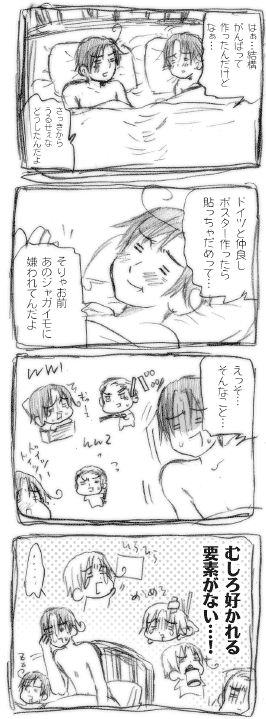 はぁ…結構
がんばって
作ったんだけど
なぁ…
さっきから
うるせぇな
どうしたんだよ
ドイツと仲良し
ポスター作ったら
貼っちゃだめって…
そりゃお前
あのジャガイモに
嫌われてんだよ
えっそ…
そんなこと…
むしろ好かれる
要素がない…!
めそめそ